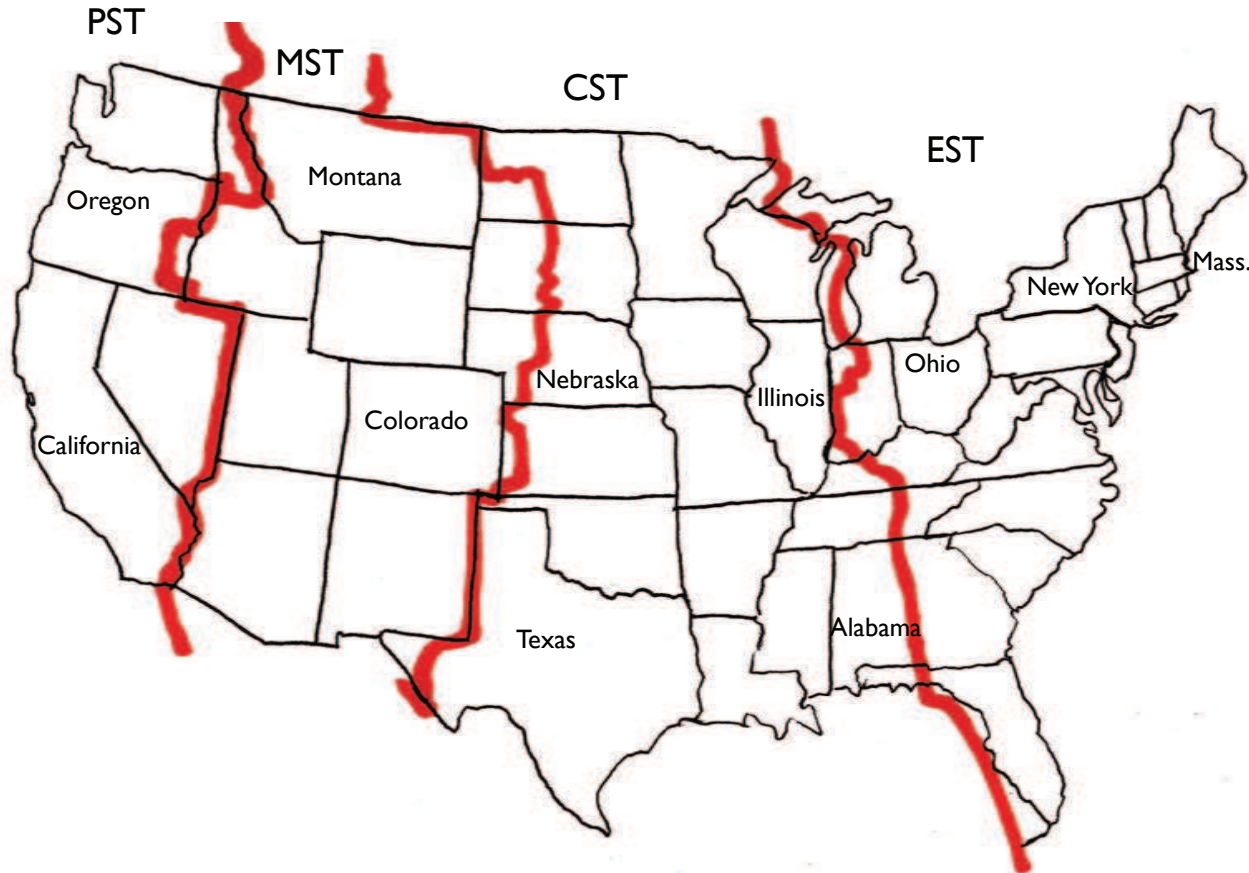 PST
MST
CST
EST
Montana
Oregon
Mass.
New York
Ohio
Nebraska
Illinois
Colorado
California
Texas
Alabama